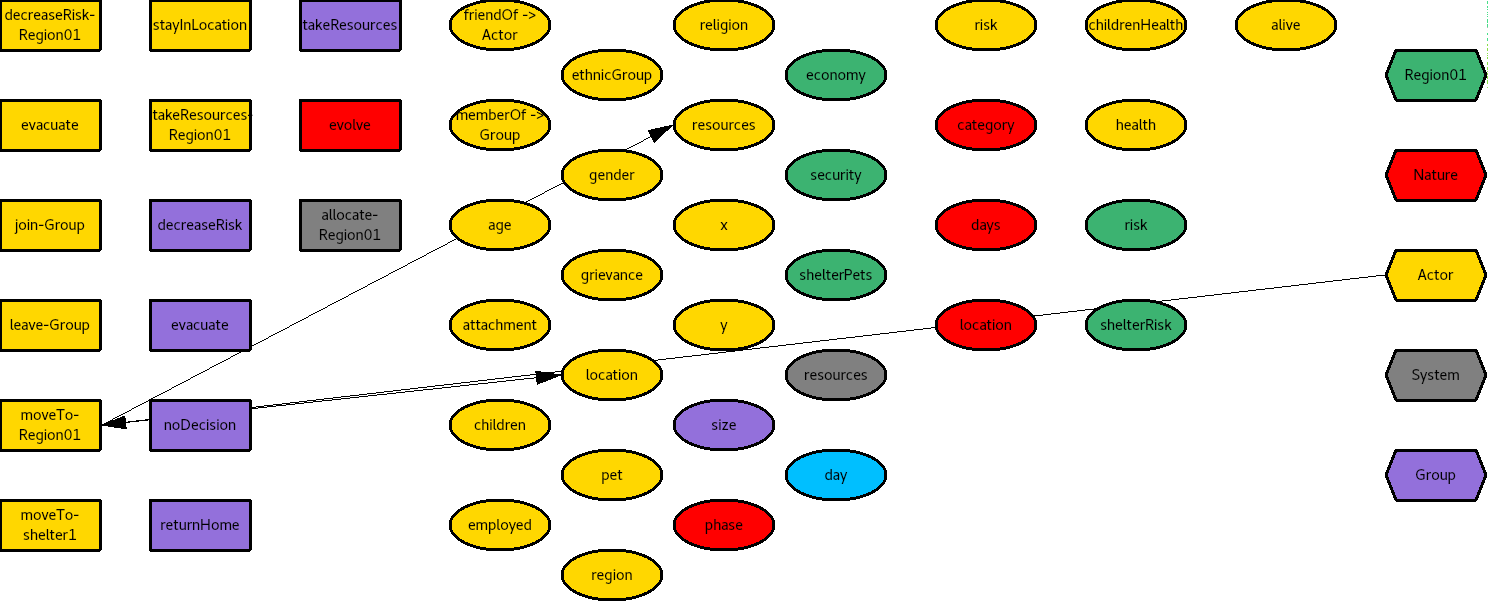 decreaseRisk-
Region01
stayInLocation
takeResources
friendOf ->
Actor
religion
risk
childrenHealth
alive
ethnicGroup
economy
Region01
evacuate
takeResources-
Region01
evolve
memberOf ->
Group
resources
category
health
gender
security
Nature
join-Group
decreaseRisk
allocate-
Region01
age
x
days
risk
grievance
shelterPets
Actor
leave-Group
evacuate
attachment
y
location
shelterRisk
location
resources
System
moveTo-
Region01
noDecision
children
size
pet
day
Group
moveTo-
shelter1
returnHome
employed
phase
region